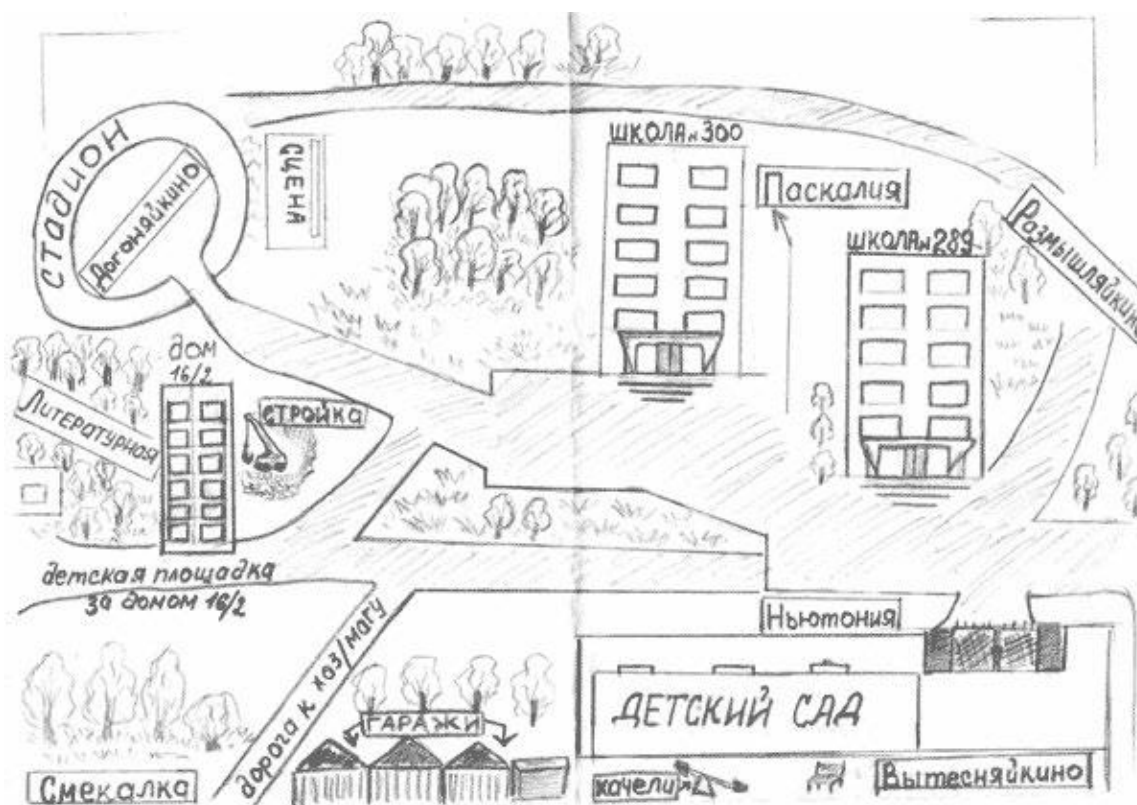 ШКОЛА № 300
СТАДИОН
Догоняйкино
СЦЕНА
Паскалия
Размышляйкино
ШКОЛА № 289
дом
16/2
Литературная
СТРОЙКА
детская площадка
за домом 16/2
Ньютония
дорога к хоз/магу
ДЕТСКИЙ САД
ГАРАЖИ
Смекалка
качели
Вытесняйкино